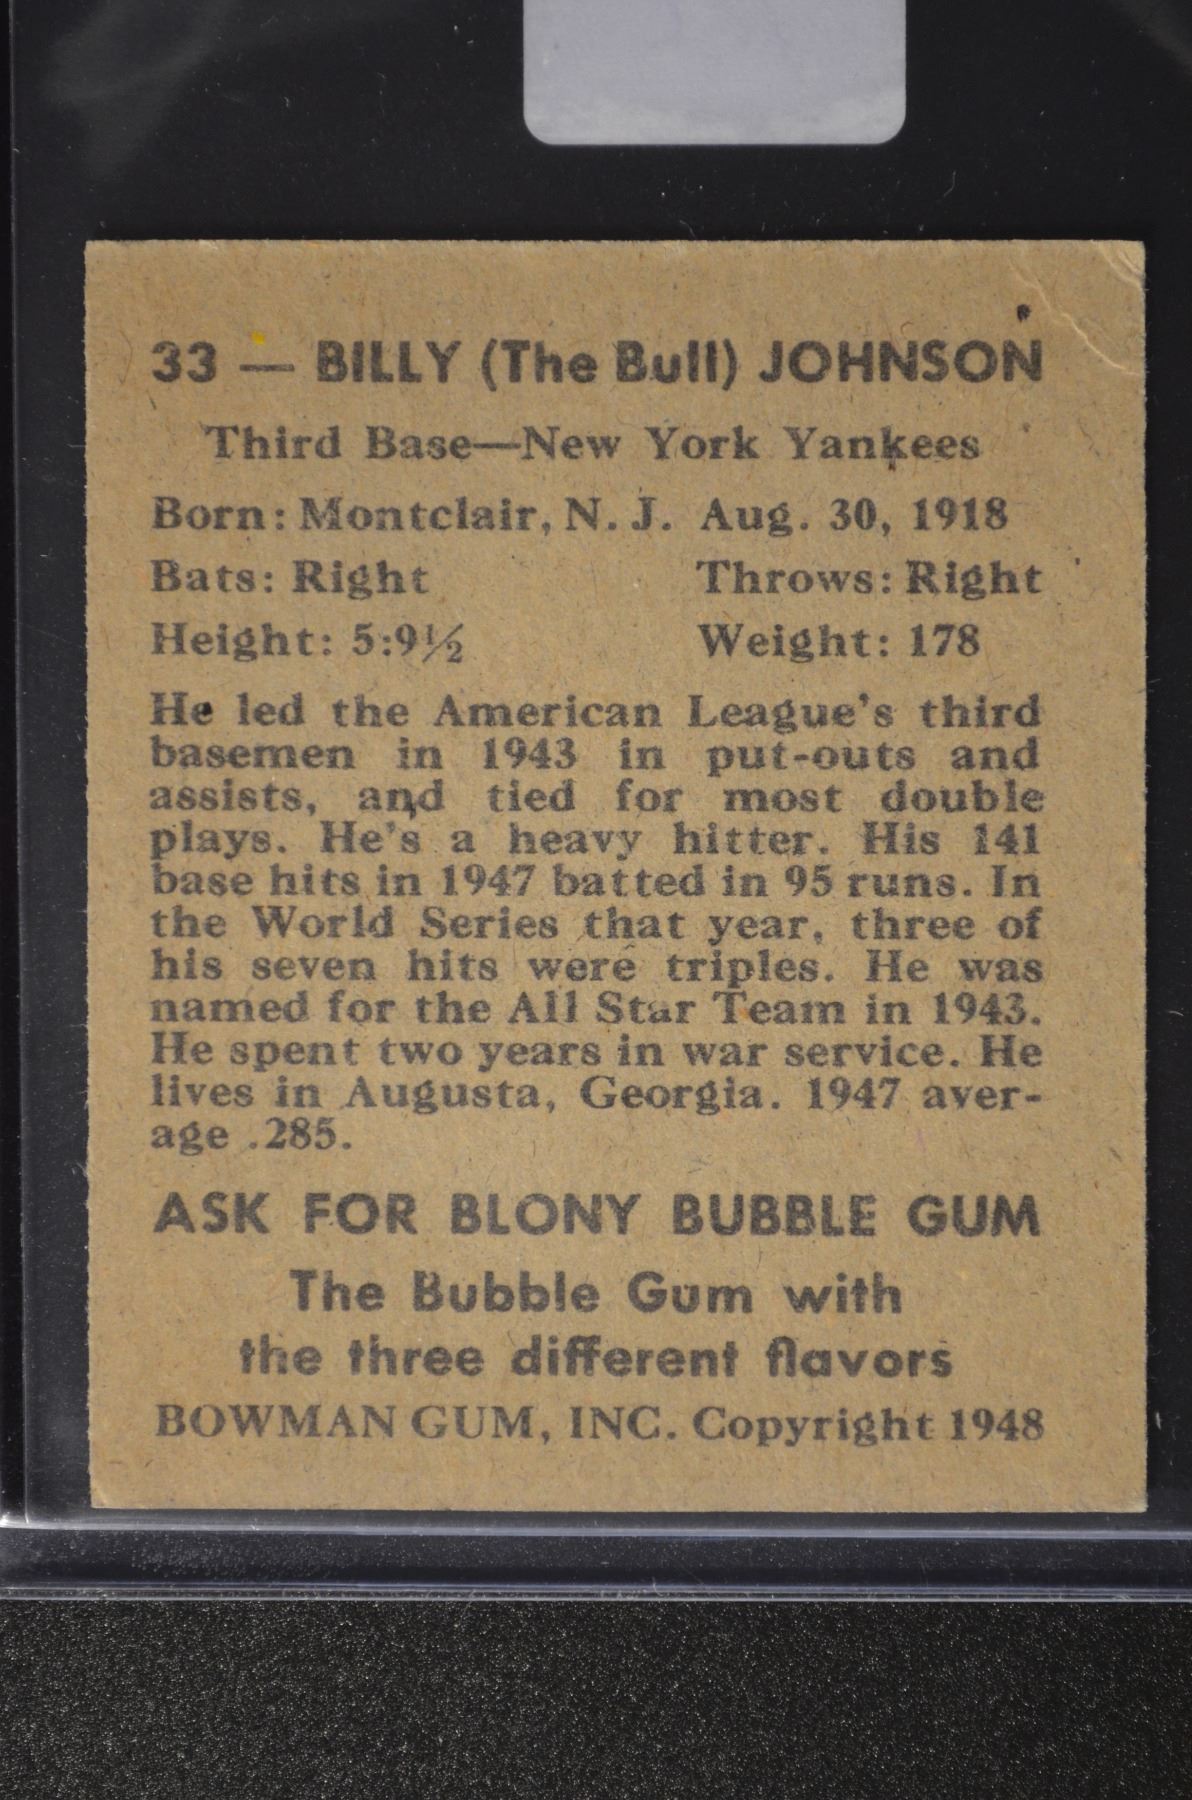 33 — BILLY (The Bull) JOHNSON
Third Base—New York Yankees
Born: Montclair, N. J. Aug. 30, 1918
Bats: Right Throws: Right
Height: 5:9½ Weight: 178
He led the American League's third
basemen in 1943 in put-outs and
assists, and tied for most double
plays. He's a heavy hitter. His 141
base hits in 1947 batted in 95 runs. In
the World Series that year, three of
his seven hits were triples. He was
named for the All Star Team in 1943.
He spent two years in war service. He
lives in Augusta, Georgia. 1947 aver-
age .285.
ASK FOR BLONY BUBBLE GUM
The Bubble Gum with
the three different flavors
BOWMAN GUM, INC. Copyright 1948